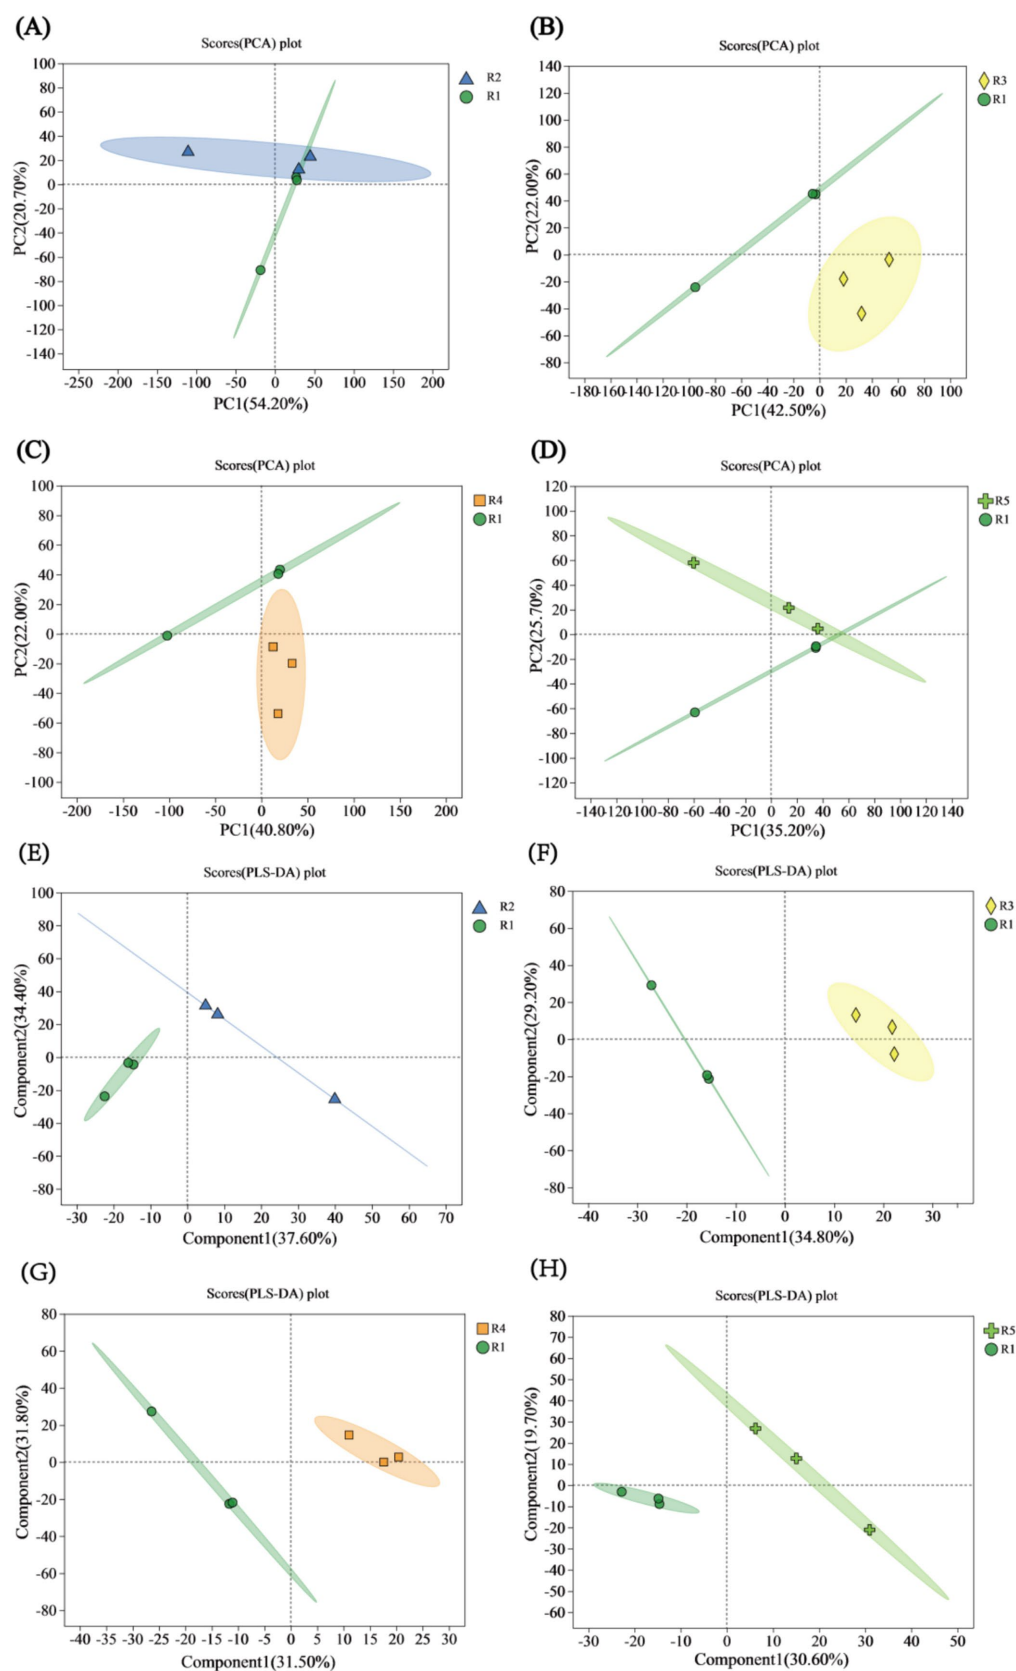 (A)
Scores(PCA) plot
R2
R1
PC2(20.70%)
100
80
60
40
20
0
-20
-40
-60
-80
-100
-120
-140
-250 -200 -150 -100 -50 0 50 100 150 200
PC1(54.20%)
(B)
Scores(PCA) plot
R3
R1
PC2(22.00%)
140
120
100
80
60
40
20
0
-20
-40
-60
-80
-180-160-140-120-100 -80 -60 -40 -20 0 20 40 60 80 100
PC1(42.50%)
(C)
Scores(PCA) plot
R4
R1
PC2(22.00%)
100
80
60
40
20
0
-20
-40
-60
-80
-100
-200 -150 -100 -50 0 50 100 150 200
PC1(40.80%)
(D)
Scores(PCA) plot
R5
R1
PC2(25.70%)
120
100
80
60
40
20
0
-20
-40
-60
-80
-100
-120
-140-120-100 -80 -60 -40 -20 0 20 40 60 80 100 120 140
PC1(35.20%)
(E)
Scores(PLS-DA) plot
R2
R1
Component2(34.40%)
100
80
60
40
20
0
-20
-40
-60
-80
-30 -20 -10 0 10 20 30 40 50 60 70
Component1(37.60%)
(F)
Scores(PLS-DA) plot
R3
R1
Component2(29.20%)
80
60
40
20
0
-20
-40
-60
-80
-40 -30 -20 -10 0 10 20 30
Component1(34.80%)
(G)
Scores(PLS-DA) plot
R4
R1
Component2(31.80%)
80
60
40
20
0
-20
-40
-60
-80
-40 -35 -30 -25 -20 -15 -10 -5 0 5 10 15 20 25 30
Component1(31.50%)
(H)
Scores(PLS-DA) plot
R5
R1
Component2(19.70%)
80
70
60
50
40
30
20
10
0
-10
-20
-30
-40
-50
-60
-30 -20 -10 0 10 20 30 40 50
Component1(30.60%)